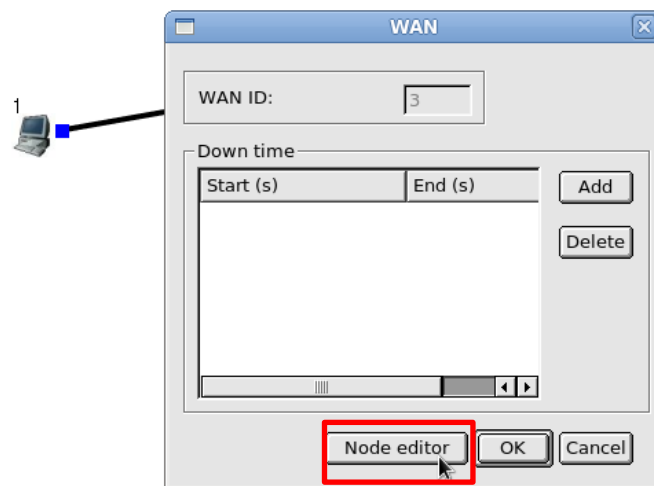 WAN
1
WAN ID:
3
Down time
Start (s) End (s)
Add
Delete
Node editor OK Cancel